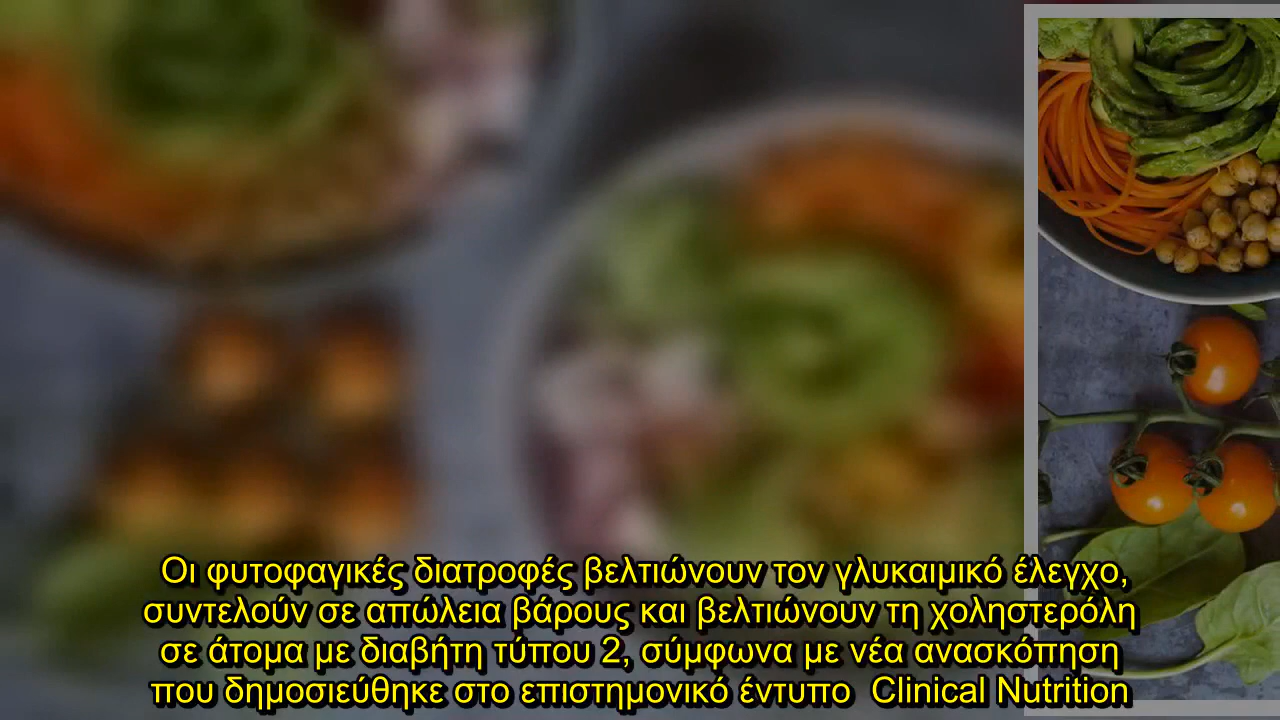 Οι φυτοφαγικές διατροφές βελτιώνουν τον γλυκαιμικό έλεγχο,
συντελούν σε απώλεια βάρους και βελτιώνουν τη χοληστερόλη
σε άτομα με διαβήτη τύπου 2, σύμφωνα με νέα ανασκόπηση
που δημοσιεύθηκε στο επιστημονικό έντυπο  Clinical Nutrition